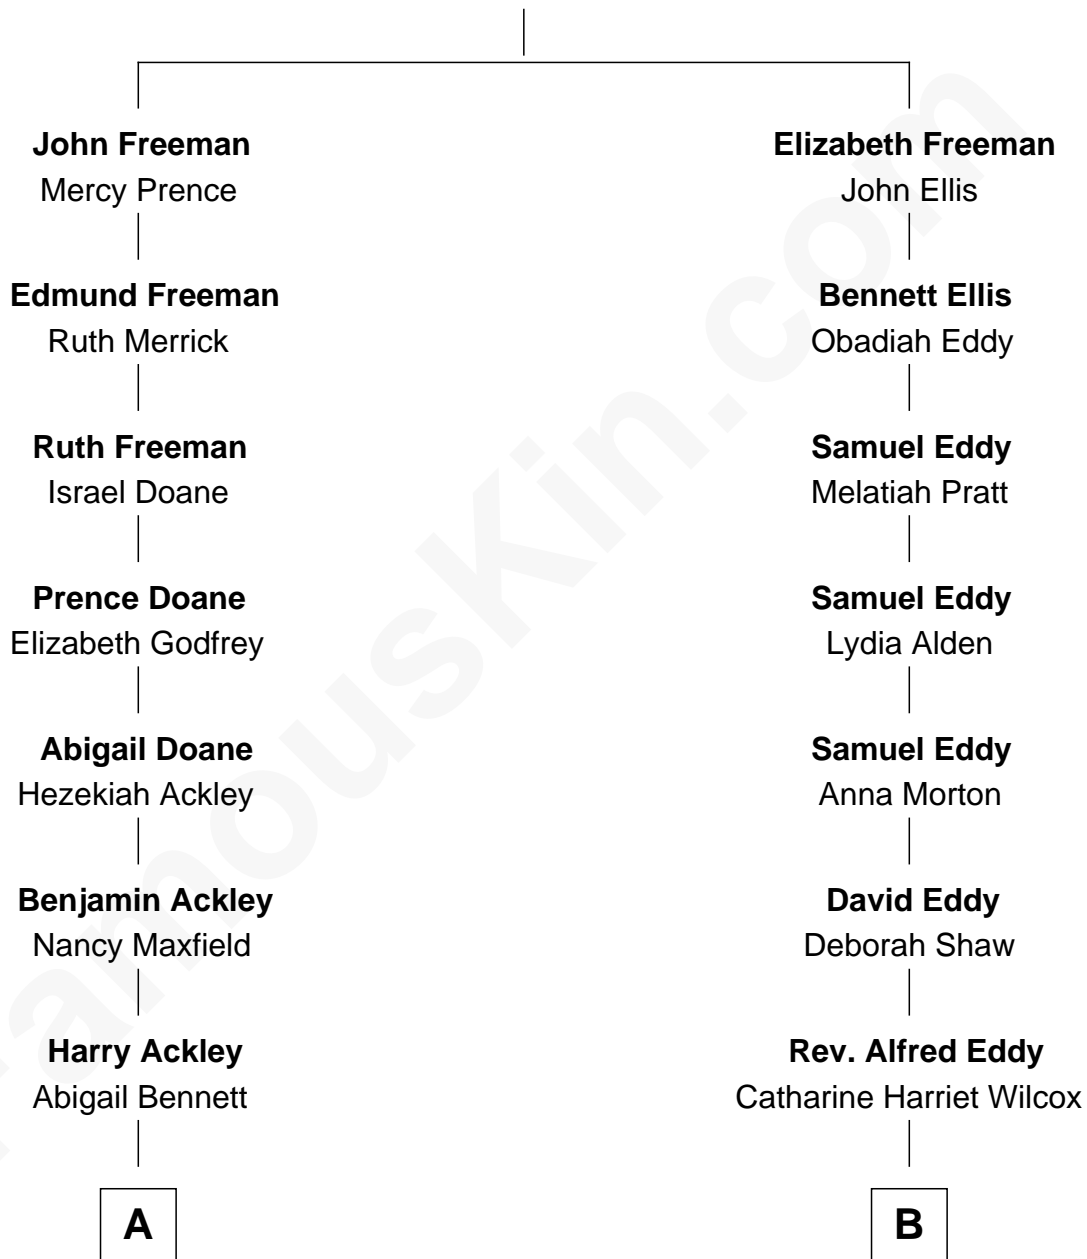 John Freeman
Mercy Prence
Edmund Freeman
Ruth Merrick
Ruth Freeman
Israel Doane
Prence Doane
Elizabeth Godfrey
Abigail Doane
Hezekiah Ackley
Benjamin Ackley
Nancy Maxfield
Harry Ackley
Abigail Bennett
A
Elizabeth Freeman
John Ellis
Bennett Ellis
Obadiah Eddy
Samuel Eddy
Melatiah Pratt
Samuel Eddy
Lydia Alden
Samuel Eddy
Anna Morton
David Eddy
Deborah Shaw
Rev. Alfred Eddy
Catharine Harriet Wilcox
B
FamousKin.com